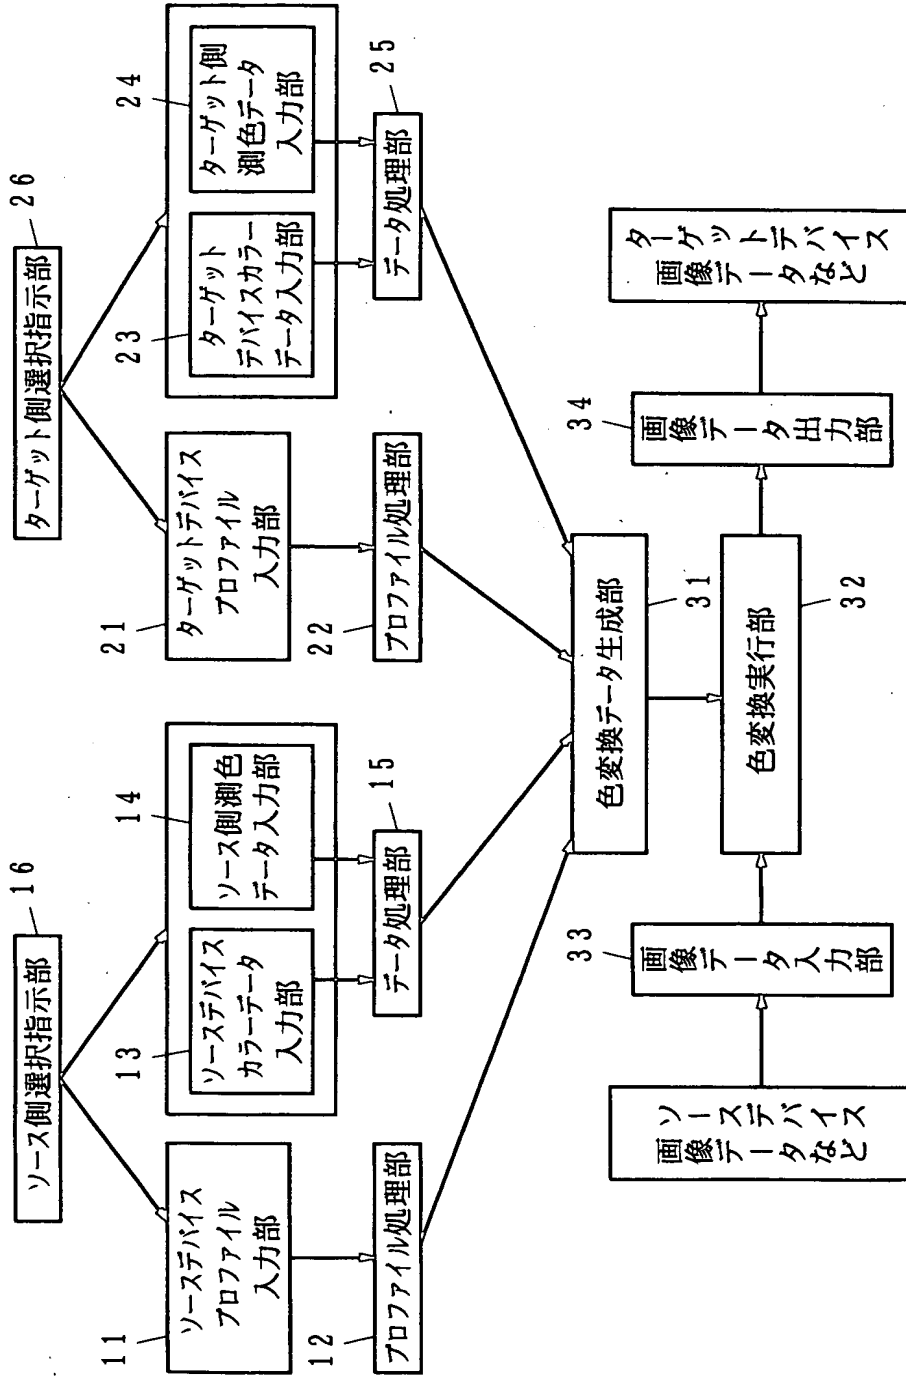 ソース側選択指示部
16
ターゲット側選択指示部
26
11
ソースデバイス
プロファイル
入力部
13
ソースデバイス
カラーデータ
入力部
14
ソース側測色
データ入力部
21
ターゲットデバイス
プロファイル
入力部
23
ターゲット
デバイスカラー
データ入力部
24
ターゲット側
測色データ
入力部
12
プロファイル処理部
データ処理部
15
22
プロファイル処理部
データ処理部
25
色変換データ生成部
31
ソースデバイス
画像データなど
33
画像データ入力部
色変換実行部
32
34
画像データ出力部
ターゲットデバイス
画像データなど